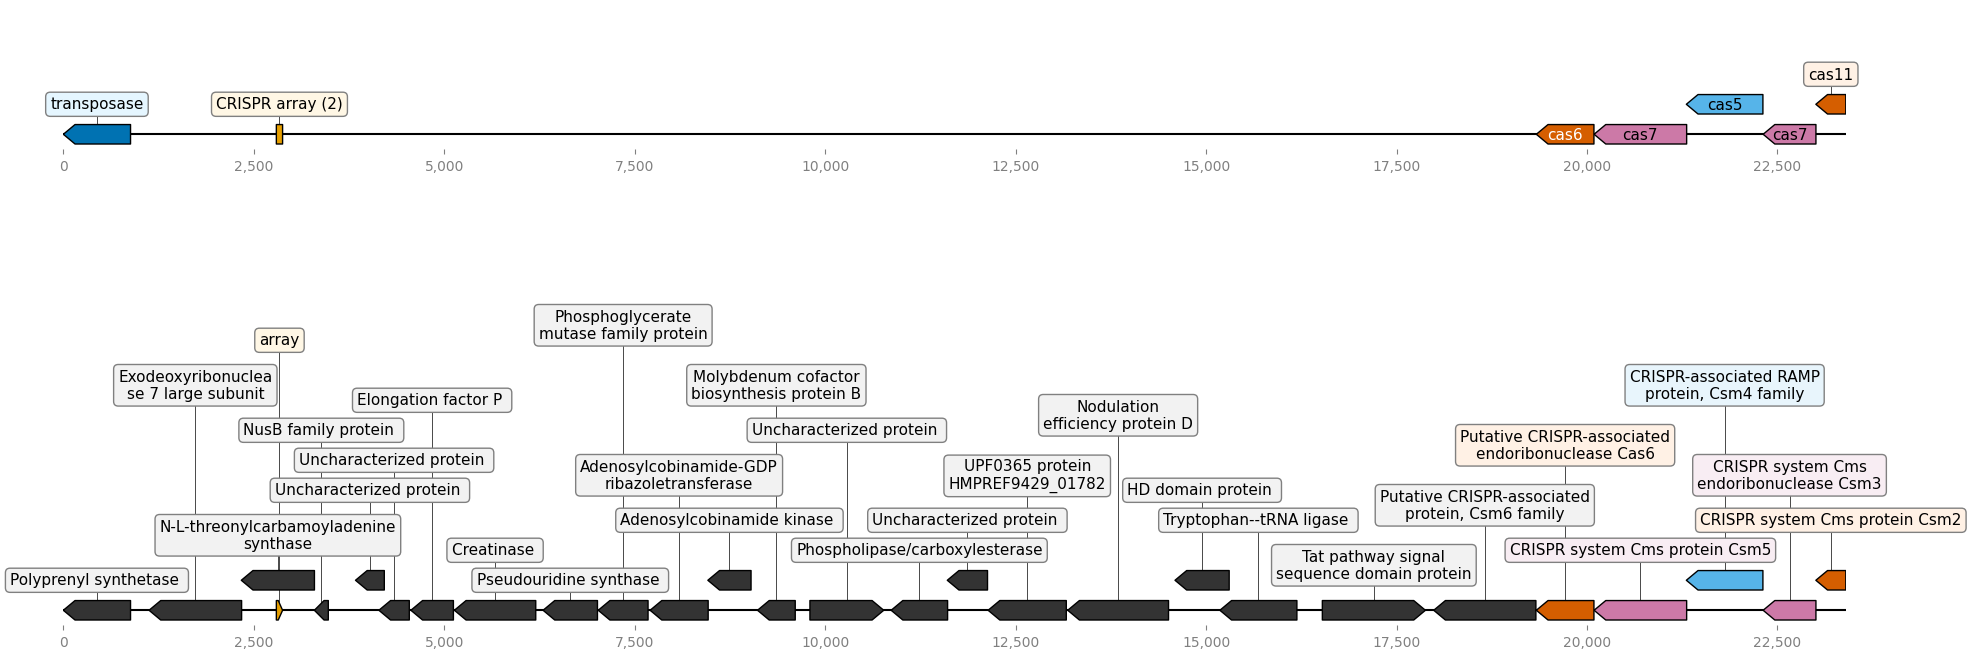 cas11
transposase
CRISPR array (2)
cas5
cas6
cas7
cas7
0
2,500
5,000
7,500
10,000
12,500
15,000
17,500
20,000
22,500
Phosphoglycerate
mutase family protein
array
Exodeoxyribonuclea
se 7 large subunit
Molybdenum cofactor
biosynthesis protein B
CRISPR-associated RAMP
protein, Csm4 family
Elongation factor P
Nodulation
efficiency protein D
NusB family protein
Uncharacterized protein
Putative CRISPR-associated
endoribonuclease Cas6
Uncharacterized protein
Adenosylcobinamide-GDP
ribazoletransferase
UPF0365 protein
HMPREF9429_01782
CRISPR system Cms
endoribonuclease Csm3
Uncharacterized protein
HD domain protein
Putative CRISPR-associated
protein, Csm6 family
N-L-threonylcarbamoyladenine
synthase
Adenosylcobinamide kinase
Uncharacterized protein
Tryptophan--tRNA ligase
CRISPR system Cms protein Csm2
Creatinase
Phospholipase/carboxylesterase
CRISPR system Cms protein Csm5
Tat pathway signal
sequence domain protein
Polyprenyl synthetase
Pseudouridine synthase
0
2,500
5,000
7,500
10,000
12,500
15,000
17,500
20,000
22,500